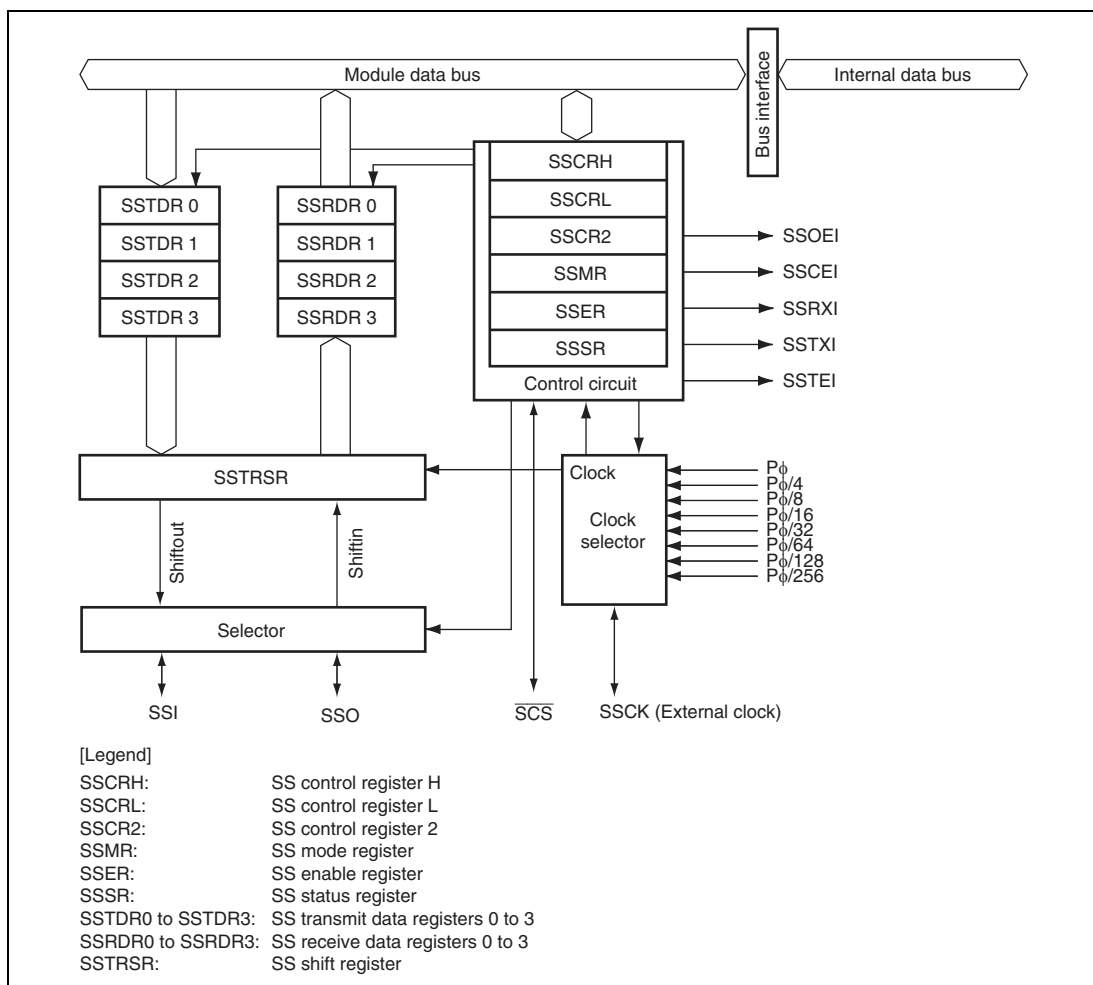 Module data bus
Bus interface
Internal data bus
SSTDR 0
SSTDR 1
SSTDR 2
SSTDR 3
SSRDR 0
SSRDR 1
SSRDR 2
SSRDR 3
SSCRH
SSCRL
SSCR2
SSMR
SSER
SSSR
Control circuit
SSOEI
SSCEI
SSRXI
SSTXI
SSTEI
SSTRSR
Shiftout
Shiftin
Selector
Clock
Clock
selector
Pϕ
Pϕ/4
Pϕ/8
Pϕ/16
Pϕ/32
Pϕ/64
Pϕ/128
Pϕ/256
SSI
SSO
S̅C̅S̅
SSCK (External clock)
[Legend]
SSCRH: SS control register H
SSCRL: SS control register L
SSCR2: SS control register 2
SSMR: SS mode register
SSER: SS enable register
SSSR: SS status register
SSTDR0 to SSTDR3: SS transmit data registers 0 to 3
SSRDR0 to SSRDR3: SS receive data registers 0 to 3
SSTRSR: SS shift register